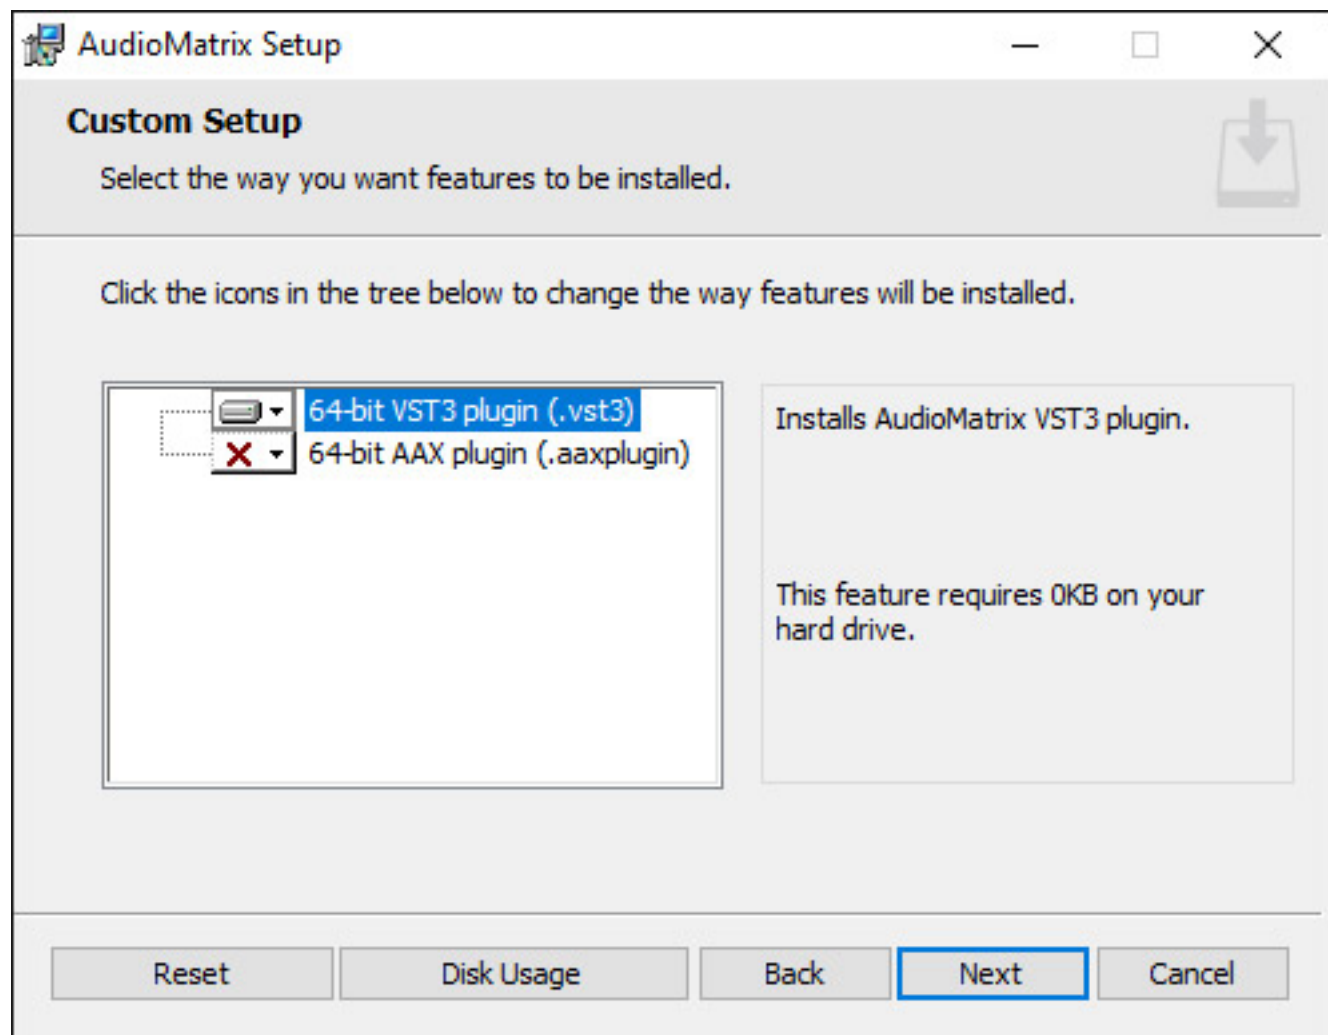 AudioMatrix Setup
Custom Setup
Select the way you want features to be installed.
Click the icons in the tree below to change the way features will be installed.
64-bit VST3 plugin (.vst3)
64-bit AAX plugin (.aaxplugin)
Installs AudioMatrix VST3 plugin.
This feature requires 0KB on your
hard drive.
Reset
Disk Usage
Back
Next
Cancel